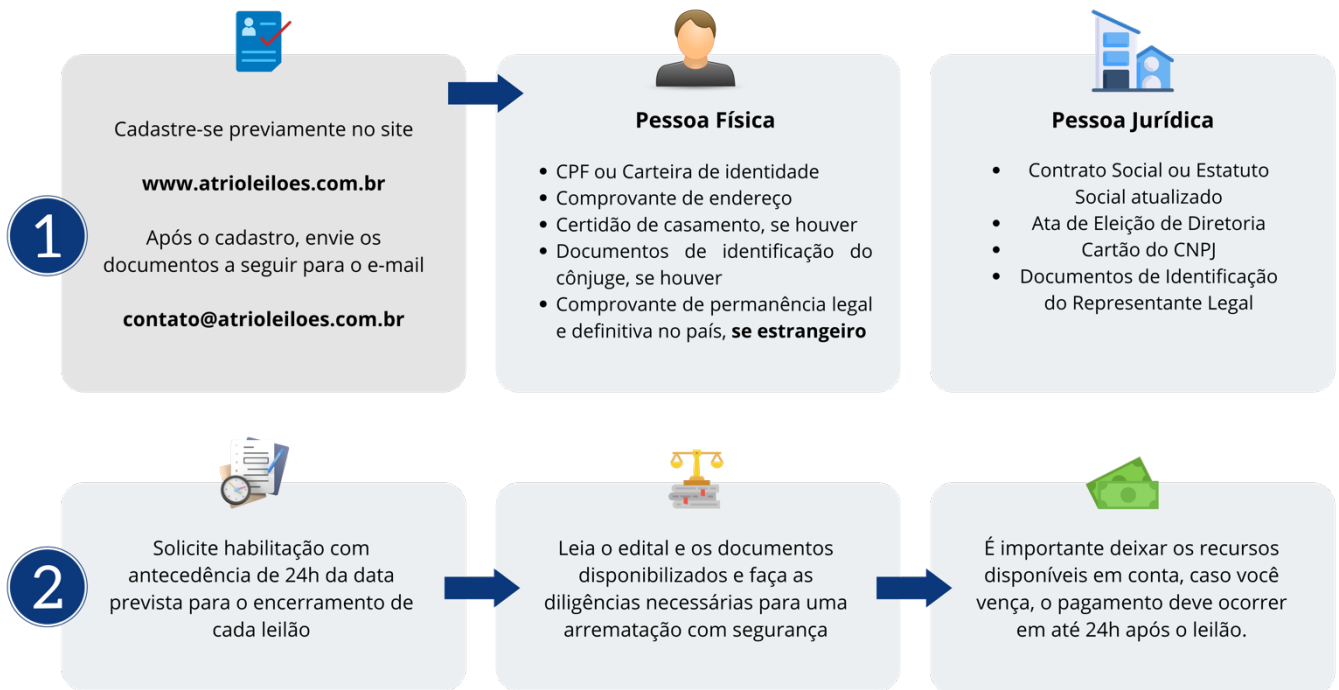 1
Cadastre-se previamente no site
www.atrioleiloes.com.br
Após o cadastro, envie os
documentos a seguir para o e-mail
contato@atrioleiloes.com.br
Pessoa Física
• CPF ou Carteira de identidade
• Comprovante de endereço
• Certidão de casamento, se houver
• Documentos de identificação do
cônjuge, se houver
• Comprovante de permanência legal
e definitiva no país, se estrangeiro
Pessoa Jurídica
• Contrato Social ou Estatuto
Social atualizado
• Ata de Eleição de Diretoria
• Cartão do CNPJ
• Documentos de Identificação
do Representante Legal
2
Solicite habilitação com
antecedência de 24h da data
prevista para o encerramento de
cada leilão
Leia o edital e os documentos
disponibilizados e faça as
diligências necessárias para uma
arrematação com segurança
É importante deixar os recursos
disponíveis em conta, caso você
vença, o pagamento deve ocorrer
em até 24h após o leilão.